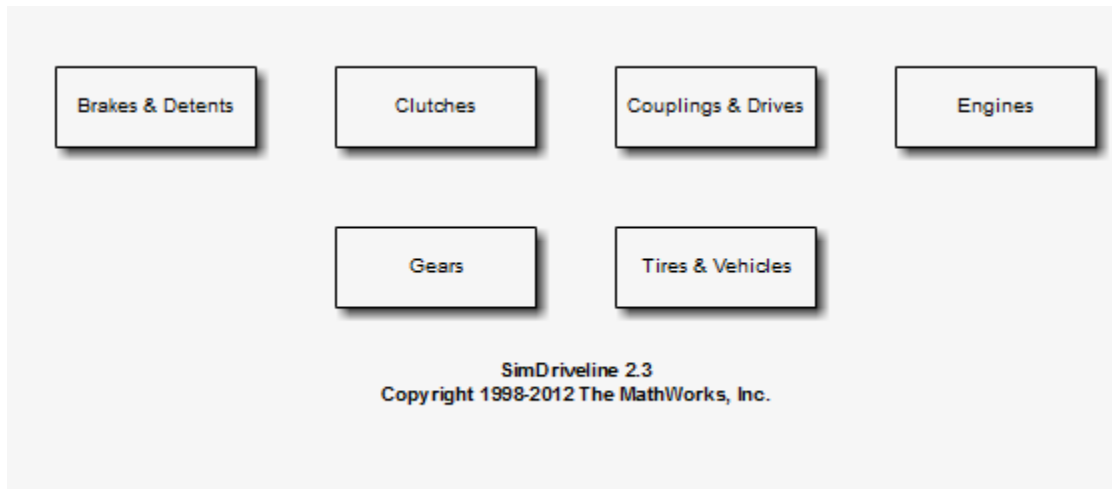 Brakes & Detents
Clutches
Couplings & Drives
Engines
Gears
Tires & Vehicles
SimDriveline 2.3
Copyright 1998-2012 The MathWorks, Inc.